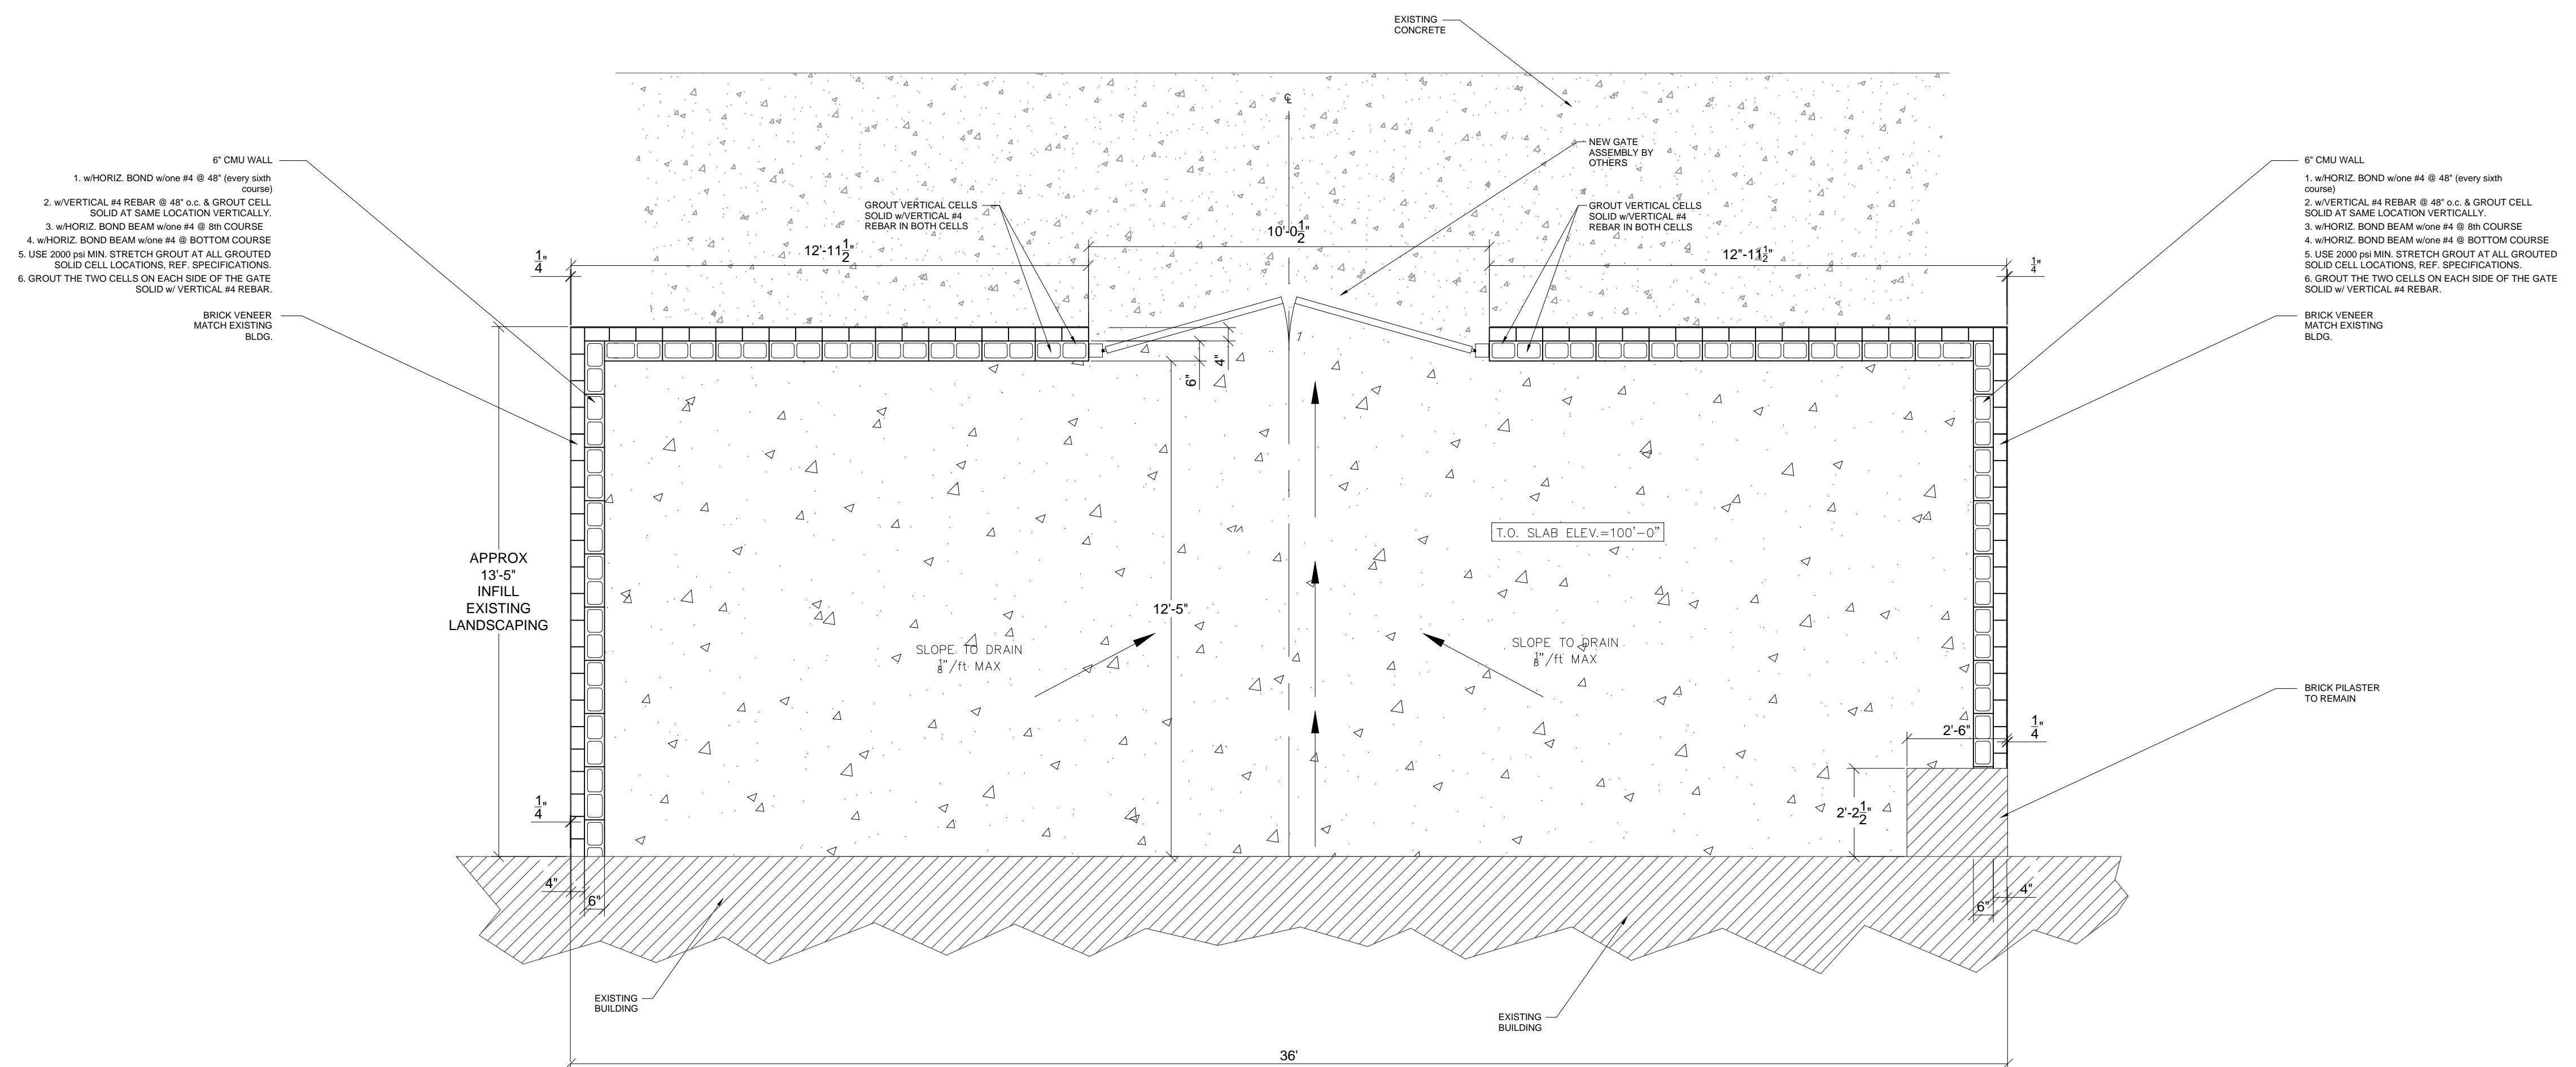 EXISTING
CONCRETE
℄
NEW GATE
ASSEMBLY BY
OTHERS
6" CMU WALL
1. w/HORIZ. BOND w/one #4 @ 48" (every sixth
course)
2. w/VERTICAL #4 REBAR @ 48" o.c. & GROUT CELL
SOLID AT SAME LOCATION VERTICALLY.
3. w/HORIZ. BOND BEAM w/one #4 @ 8th COURSE
4. w/HORIZ. BOND BEAM w/one #4 @ BOTTOM COURSE
5. USE 2000 psi MIN. STRETCH GROUT AT ALL GROUTED
SOLID CELL LOCATIONS, REF. SPECIFICATIONS.
6. GROUT THE TWO CELLS ON EACH SIDE OF THE GATE
SOLID w/ VERTICAL #4 REBAR.
BRICK VENEER
MATCH EXISTING
BLDG.
GROUT VERTICAL CELLS
SOLID w/VERTICAL #4
REBAR IN BOTH CELLS
GROUT VERTICAL CELLS
SOLID w/VERTICAL #4
REBAR IN BOTH CELLS
6" CMU WALL
1. w/HORIZ. BOND w/one #4 @ 48" (every sixth
course)
2. w/VERTICAL #4 REBAR @ 48" o.c. & GROUT CELL
SOLID AT SAME LOCATION VERTICALLY.
3. w/HORIZ. BOND BEAM w/one #4 @ 8th COURSE
4. w/HORIZ. BOND BEAM w/one #4 @ BOTTOM COURSE
5. USE 2000 psi MIN. STRETCH GROUT AT ALL GROUTED
SOLID CELL LOCATIONS, REF. SPECIFICATIONS.
6. GROUT THE TWO CELLS ON EACH SIDE OF THE GATE
SOLID w/ VERTICAL #4 REBAR.
BRICK VENEER
MATCH EXISTING
BLDG.
1/4"
12'-11 1/2"
10'-0 1/2"
12"-11 1/2"
1/4"
4"
6"
T.O. SLAB ELEV.=100'-0"
APPROX
13'-5"
INFILL
EXISTING
LANDSCAPING
12'-5"
SLOPE TO DRAIN
1/8"/ft MAX
SLOPE TO DRAIN
1/8"/ft MAX
BRICK PILASTER
TO REMAIN
2'-6"
1/4"
1/4"
2'-2 1/2"
4"
6"
6"
4"
EXISTING
BUILDING
EXISTING
BUILDING
36'